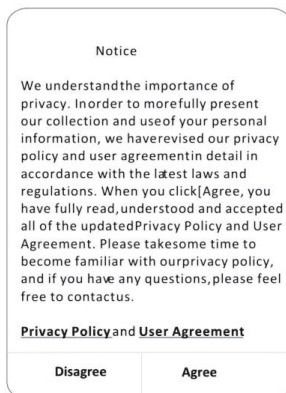 Notice
We understandthe importance of
privacy. Inorder to morefully present
our collection and useof your personal
information, we haverevised our privacy
policy and user agreementin detail in
accordance with the latest laws and
regulations. When you click[Agree, you
have fully read,understood and accepted
all of the updatedPrivacy Policy and User
Agreement. Please takesome time to
become familiar with ourprivacy policy,
and if you have any questions,please feel
free to contactus.
Privacy Policyand User Agreement
Disagree Agree